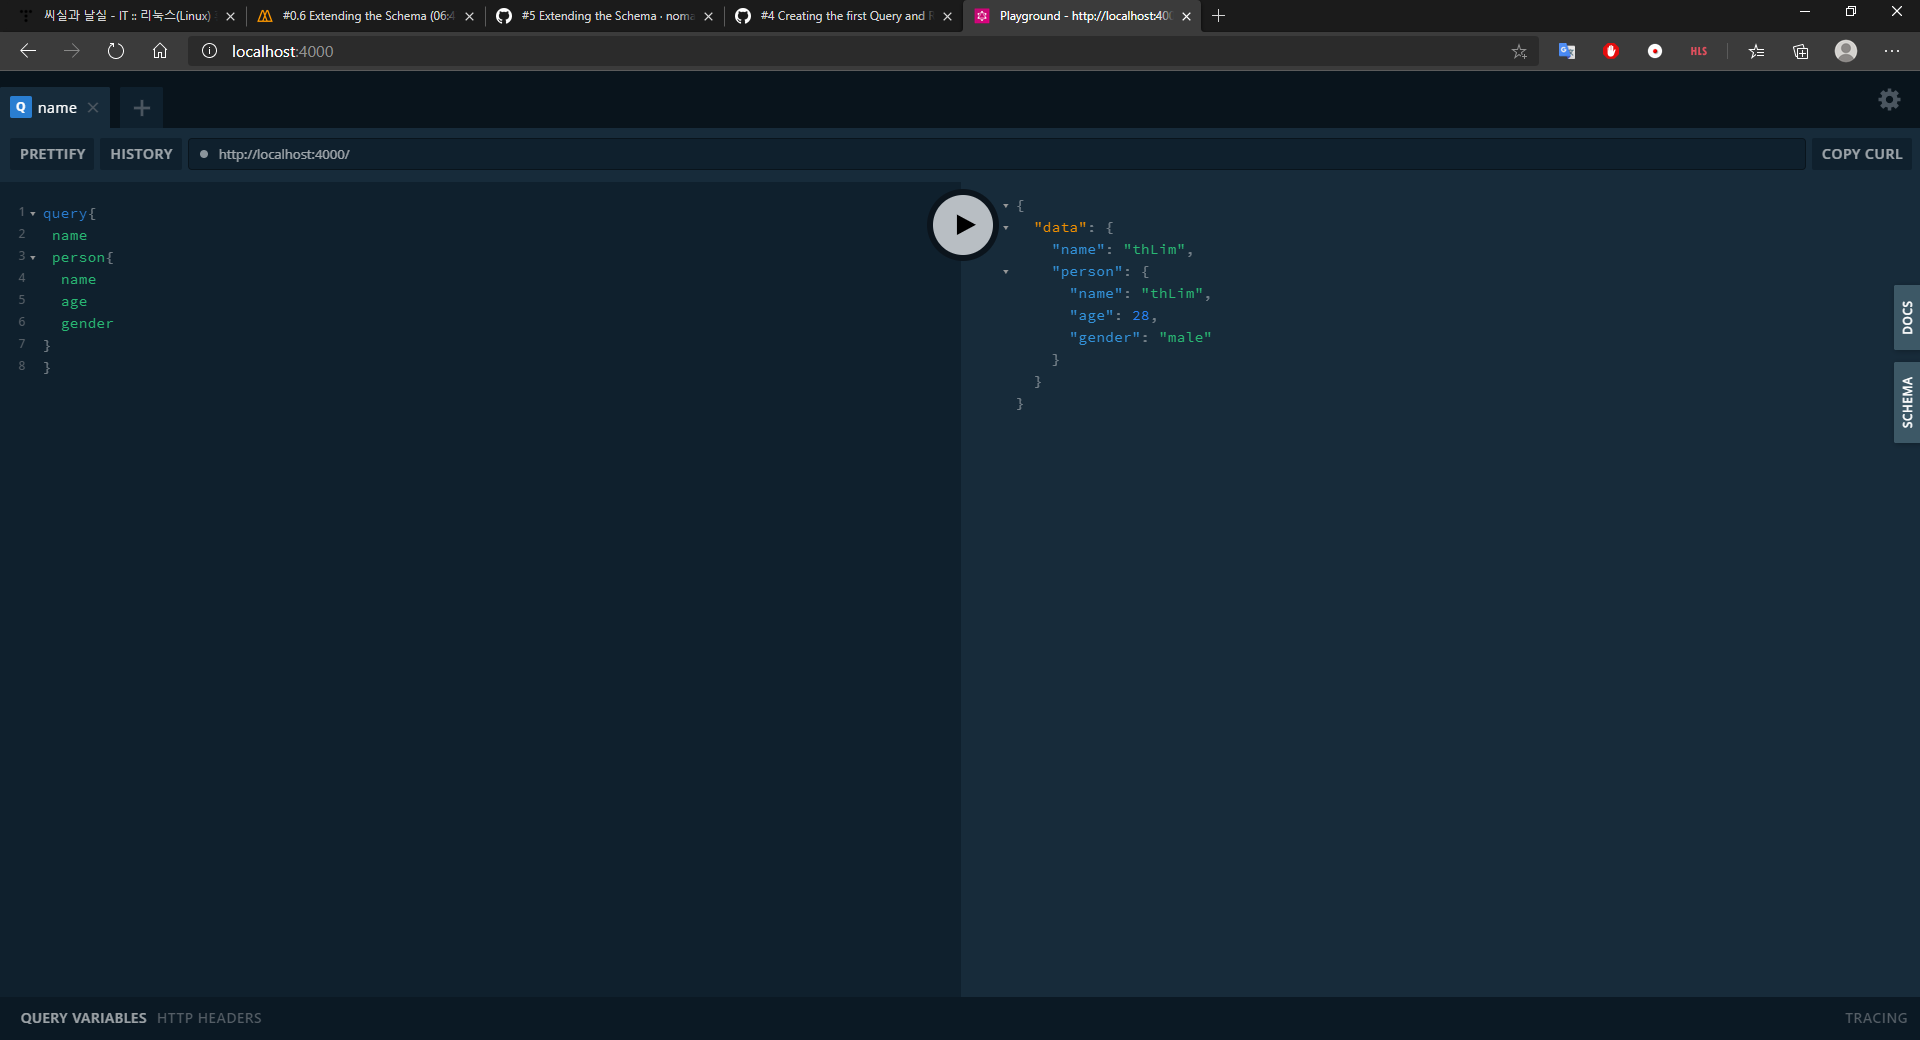 씨실과 날실 - IT :: 리눅스(Linux)
#0.6 Extending the Schema (06:4
#5 Extending the Schema · noma
#4 Creating the first Query and R
Playground - http://localhost:400
localhost:4000
HLS
Q name
PRETTIFY HISTORY http://localhost:4000/ COPY CURL
1 query{
2 name
3 person{
4 name
5 age
6 gender
7 }
8 }
{
"data": {
"name": "thLim",
"person": {
"name": "thLim",
"age": 28,
"gender": "male"
}
}
}
DOCS
SCHEMA
QUERY VARIABLES HTTP HEADERS
TRACING